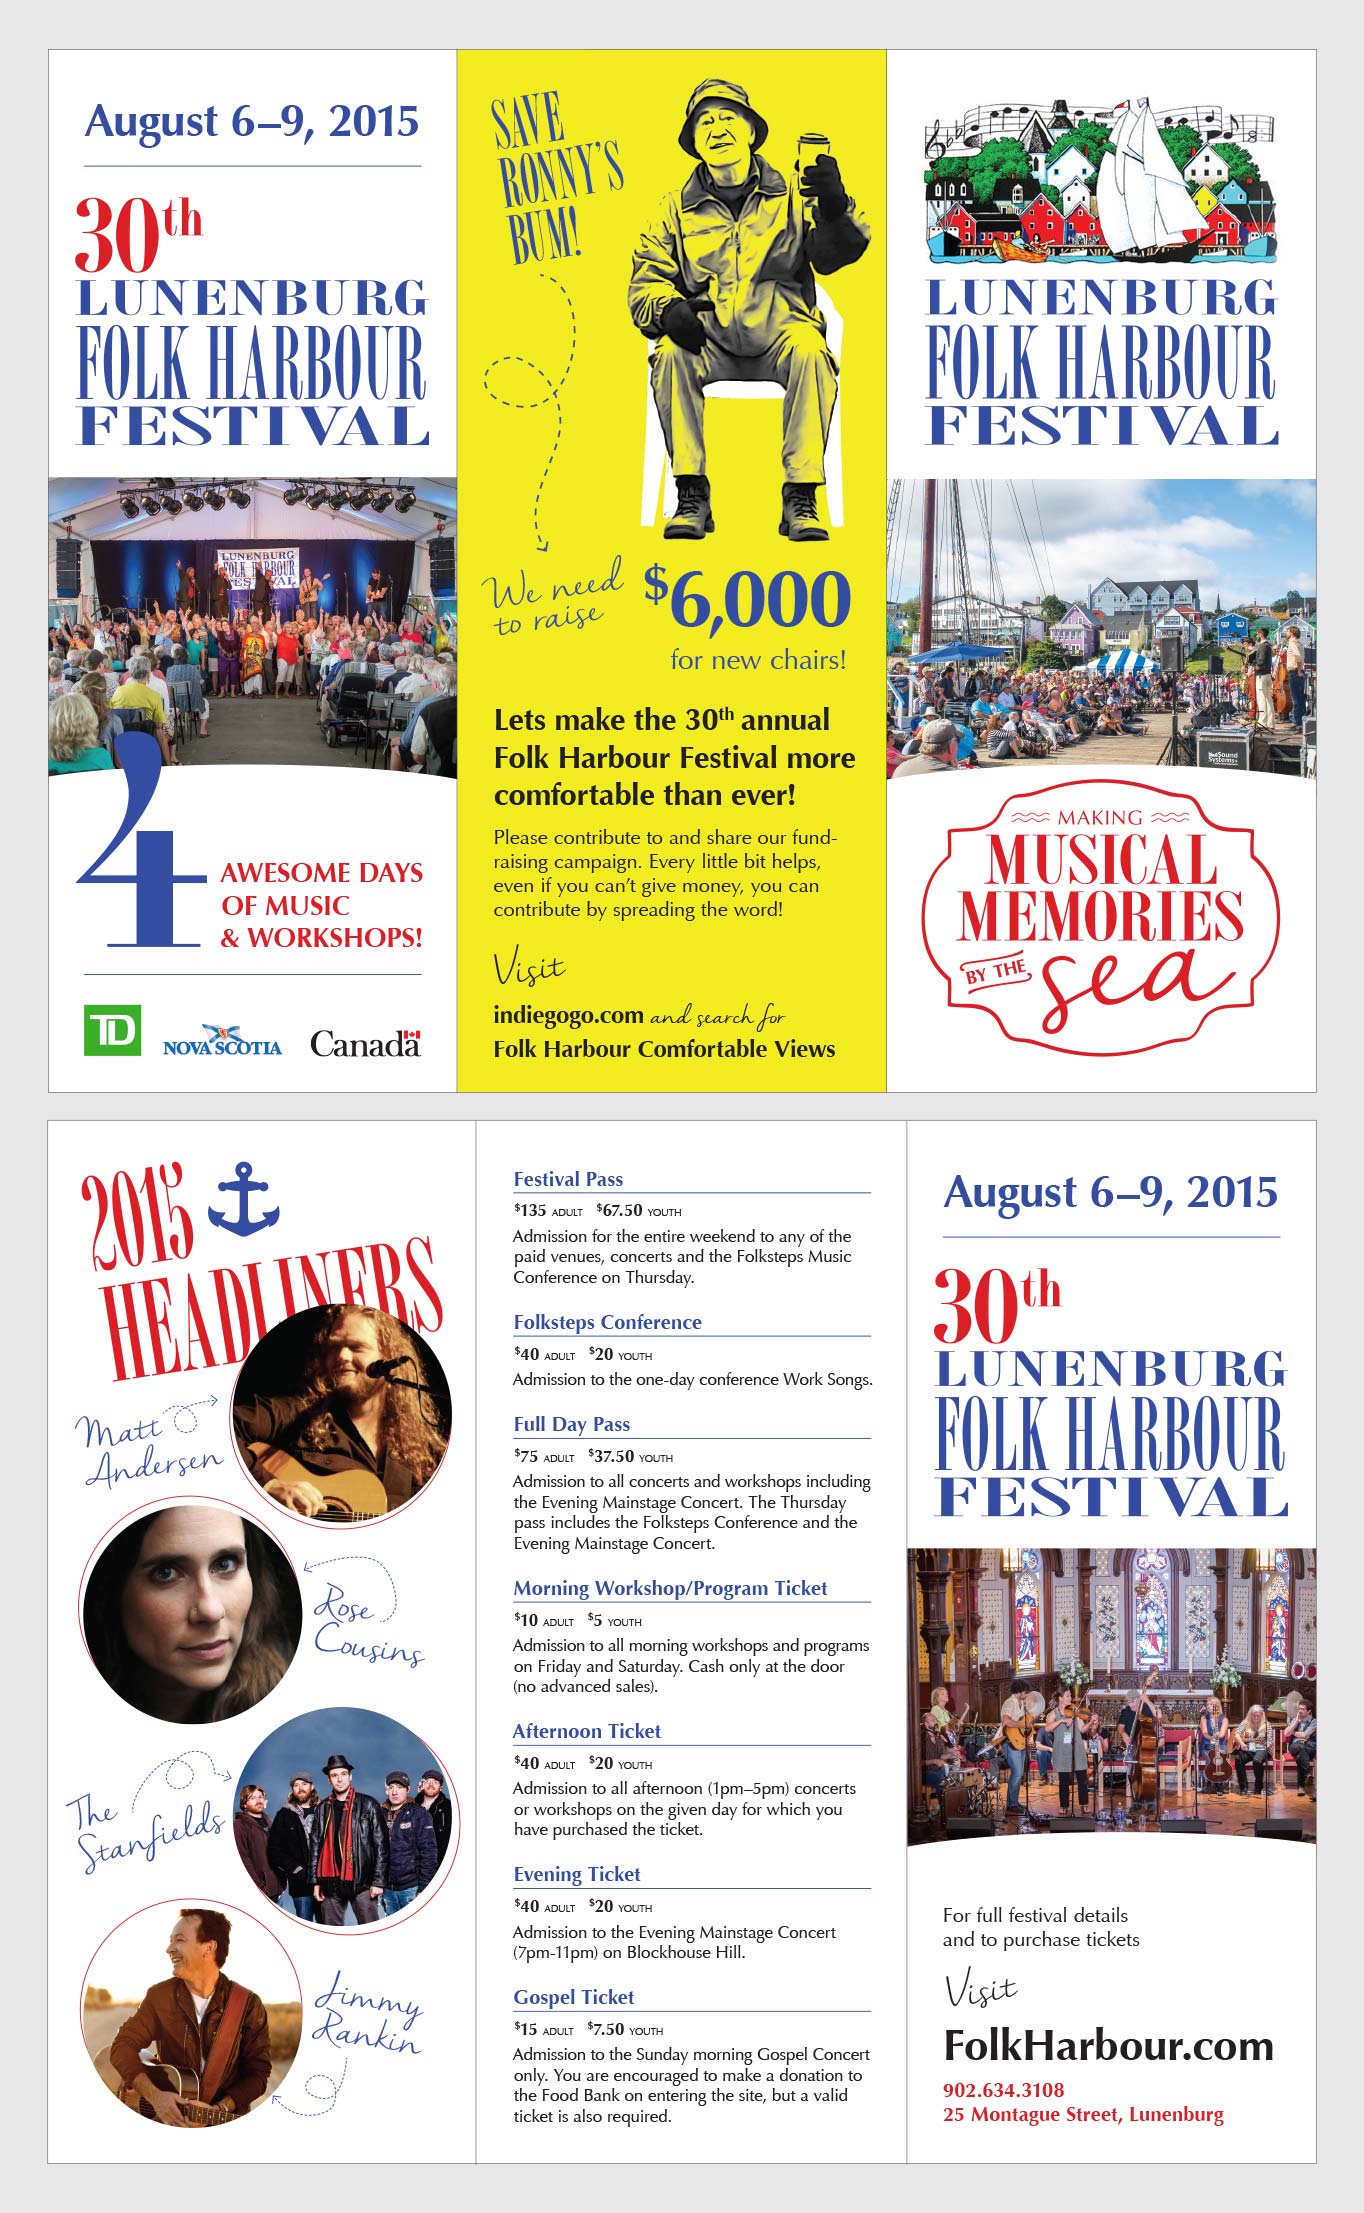 August 6–9, 2015
30th
LUNENBURG
FOLK HARBOUR
FESTIVAL
LUNENBURG
FOLK HARBOUR
FESTIVAL
4
AWESOME DAYS
OF MUSIC
& WORKSHOPS!
TD
NOVA SCOTIA
Canada
SAVE
RONNY'S
BUM!
We need
to raise
$6,000
for new chairs!
Lets make the 30th annual
Folk Harbour Festival more
comfortable than ever!
Please contribute to and share our fund-
raising campaign. Every little bit helps,
even if you can't give money, you can
contribute by spreading the word!
Visit
indiegogo.com and search for
Folk Harbour Comfortable Views
LUNENBURG
FOLK HARBOUR
FESTIVAL
Sound
Systems
MAKING
MUSICAL
MEMORIES
BY THE
sea
2015
HEADLINERS
Matt
Andersen
Rose
Cousins
The
Stanfields
Jimmy
Rankin
Festival Pass
$135 ADULT $67.50 YOUTH
Admission for the entire weekend to any of the
paid venues, concerts and the Folksteps Music
Conference on Thursday.
Folksteps Conference
$40 ADULT $20 YOUTH
Admission to the one-day conference Work Songs.
Full Day Pass
$75 ADULT $37.50 YOUTH
Admission to all concerts and workshops including
the Evening Mainstage Concert. The Thursday
pass includes the Folksteps Conference and the
Evening Mainstage Concert.
Morning Workshop/Program Ticket
$10 ADULT $5 YOUTH
Admission to all morning workshops and programs
on Friday and Saturday. Cash only at the door
(no advanced sales).
Afternoon Ticket
$40 ADULT $20 YOUTH
Admission to all afternoon (1pm–5pm) concerts
or workshops on the given day for which you
have purchased the ticket.
Evening Ticket
$40 ADULT $20 YOUTH
Admission to the Evening Mainstage Concert
(7pm-11pm) on Blockhouse Hill.
Gospel Ticket
$15 ADULT $7.50 YOUTH
Admission to the Sunday morning Gospel Concert
only. You are encouraged to make a donation to
the Food Bank on entering the site, but a valid
ticket is also required.
August 6–9, 2015
30th
LUNENBURG
FOLK HARBOUR
FESTIVAL
For full festival details
and to purchase tickets
Visit
FolkHarbour.com
902.634.3108
25 Montague Street, Lunenburg